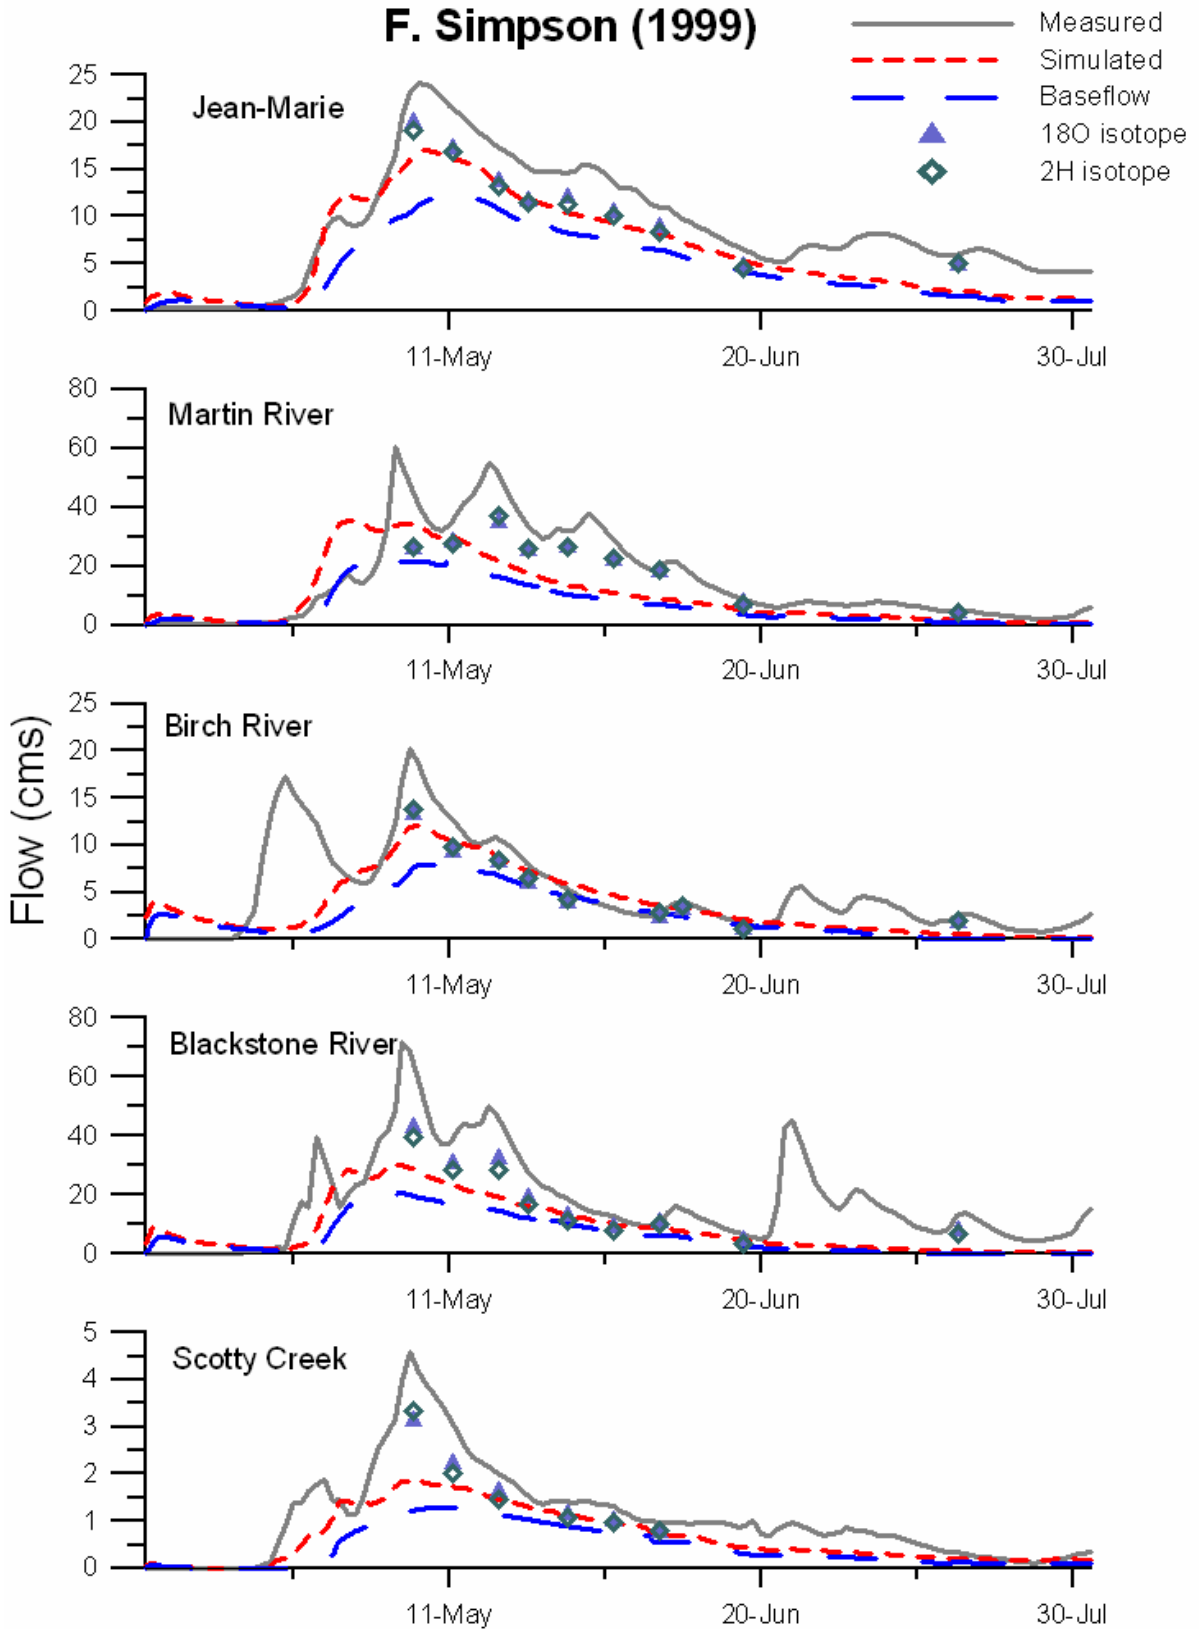 F. Simpson (1999)
Measured
Simulated
Baseflow
18O isotope
2H isotope
Flow (cms)
Jean-Marie
25
20
15
10
5
0
11-May 20-Jun 30-Jul
Martin River
80
60
40
20
0
11-May 20-Jun 30-Jul
Birch River
25
20
15
10
5
0
11-May 20-Jun 30-Jul
Blackstone River
80
60
40
20
0
11-May 20-Jun 30-Jul
Scotty Creek
5
4
3
2
1
0
11-May 20-Jun 30-Jul